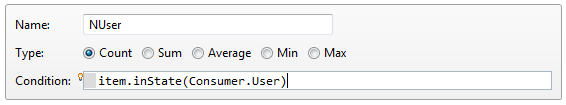 Name: NUser
Type: Count Sum Average Min Max
Condition: item.inState(Consumer.User)